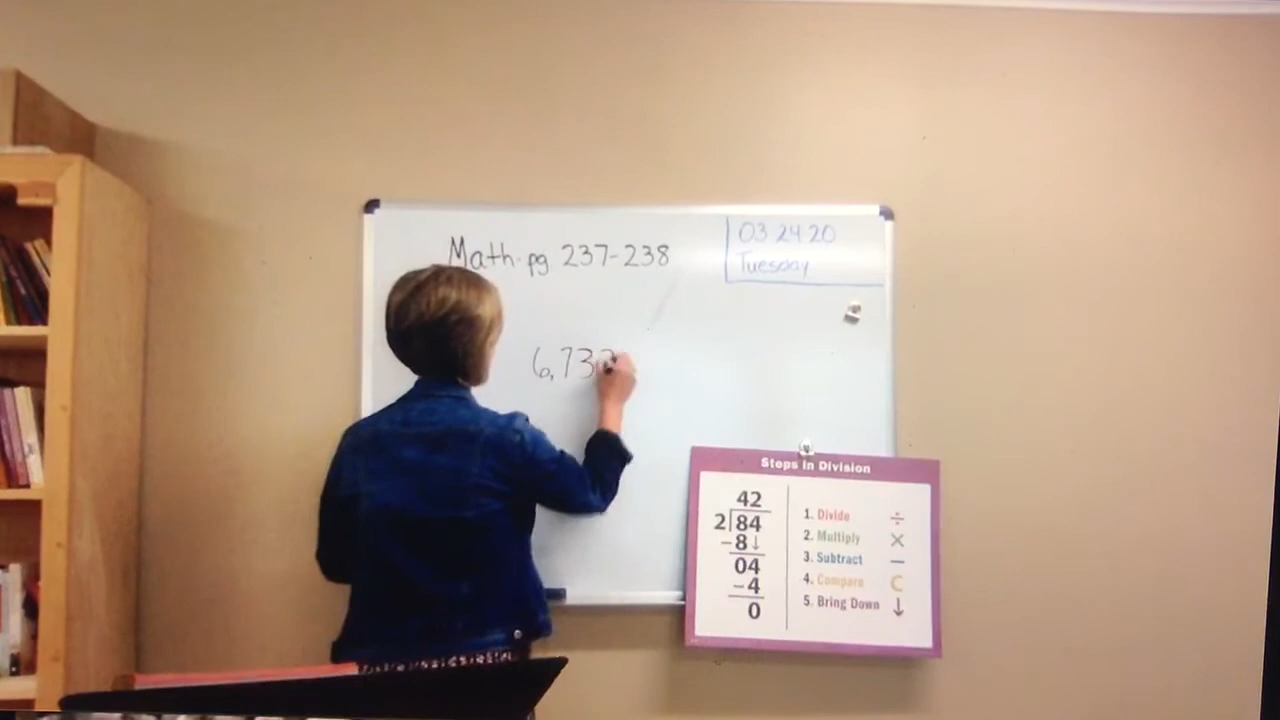 Math pg 237-238
03 24 20
Tuesday
6,73
Steps in Division
42
2 84
-8↓
04
-4
0
1. Divide ÷
2. Multiply ×
3. Subtract −
4. Compare C
5. Bring Down ↓